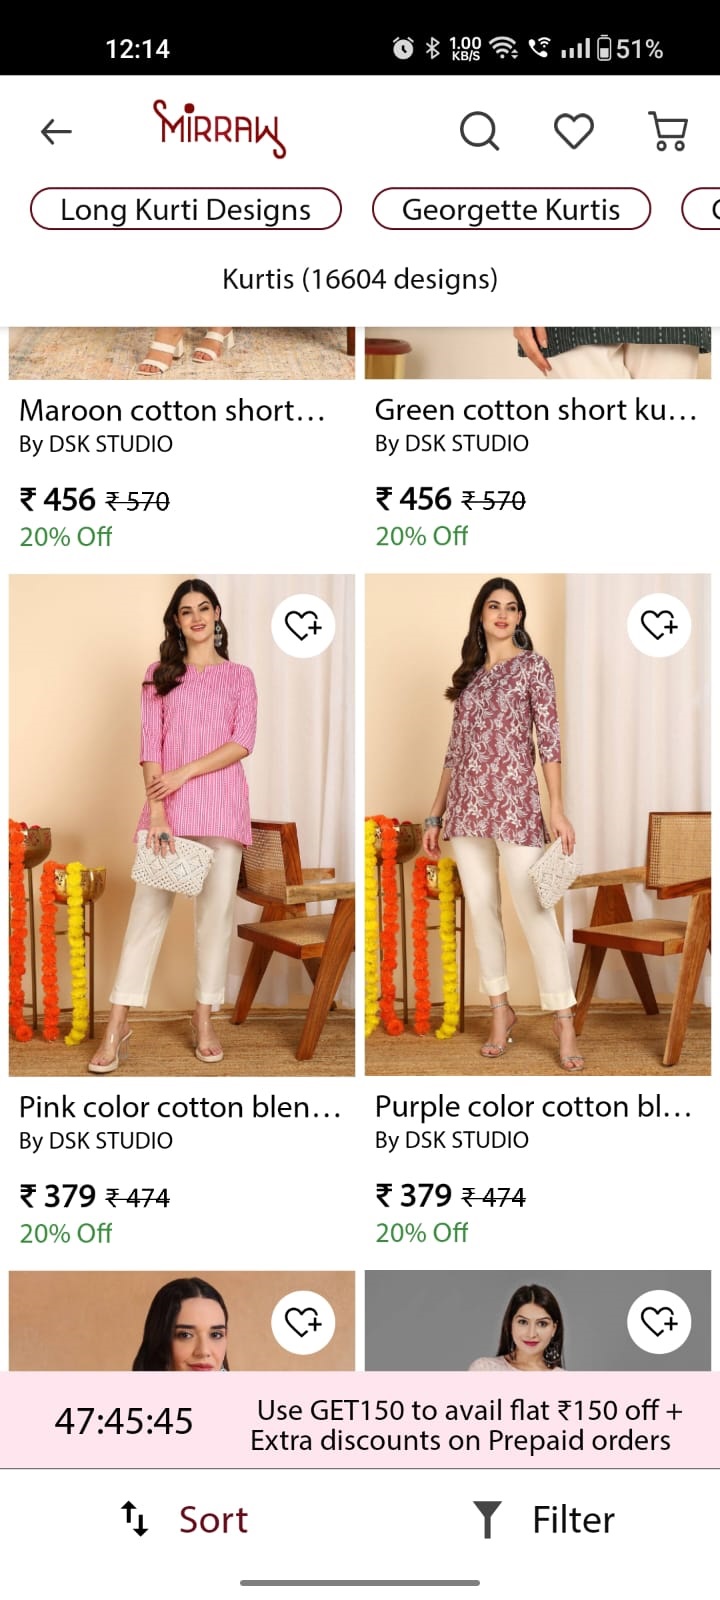 12:14
1.00
KB/S
51%
MIRRAW
Long Kurti Designs
Georgette Kurtis
Kurtis (16604 designs)
Maroon cotton short...
By DSK STUDIO
₹ 456 ₹ 570
20% Off
Green cotton short ku...
By DSK STUDIO
₹ 456 ₹ 570
20% Off
Pink color cotton blen...
By DSK STUDIO
₹ 379 ₹ 474
20% Off
Purple color cotton bl...
By DSK STUDIO
₹ 379 ₹ 474
20% Off
47:45:45
Use GET150 to avail flat ₹150 off +
Extra discounts on Prepaid orders
Sort
Filter